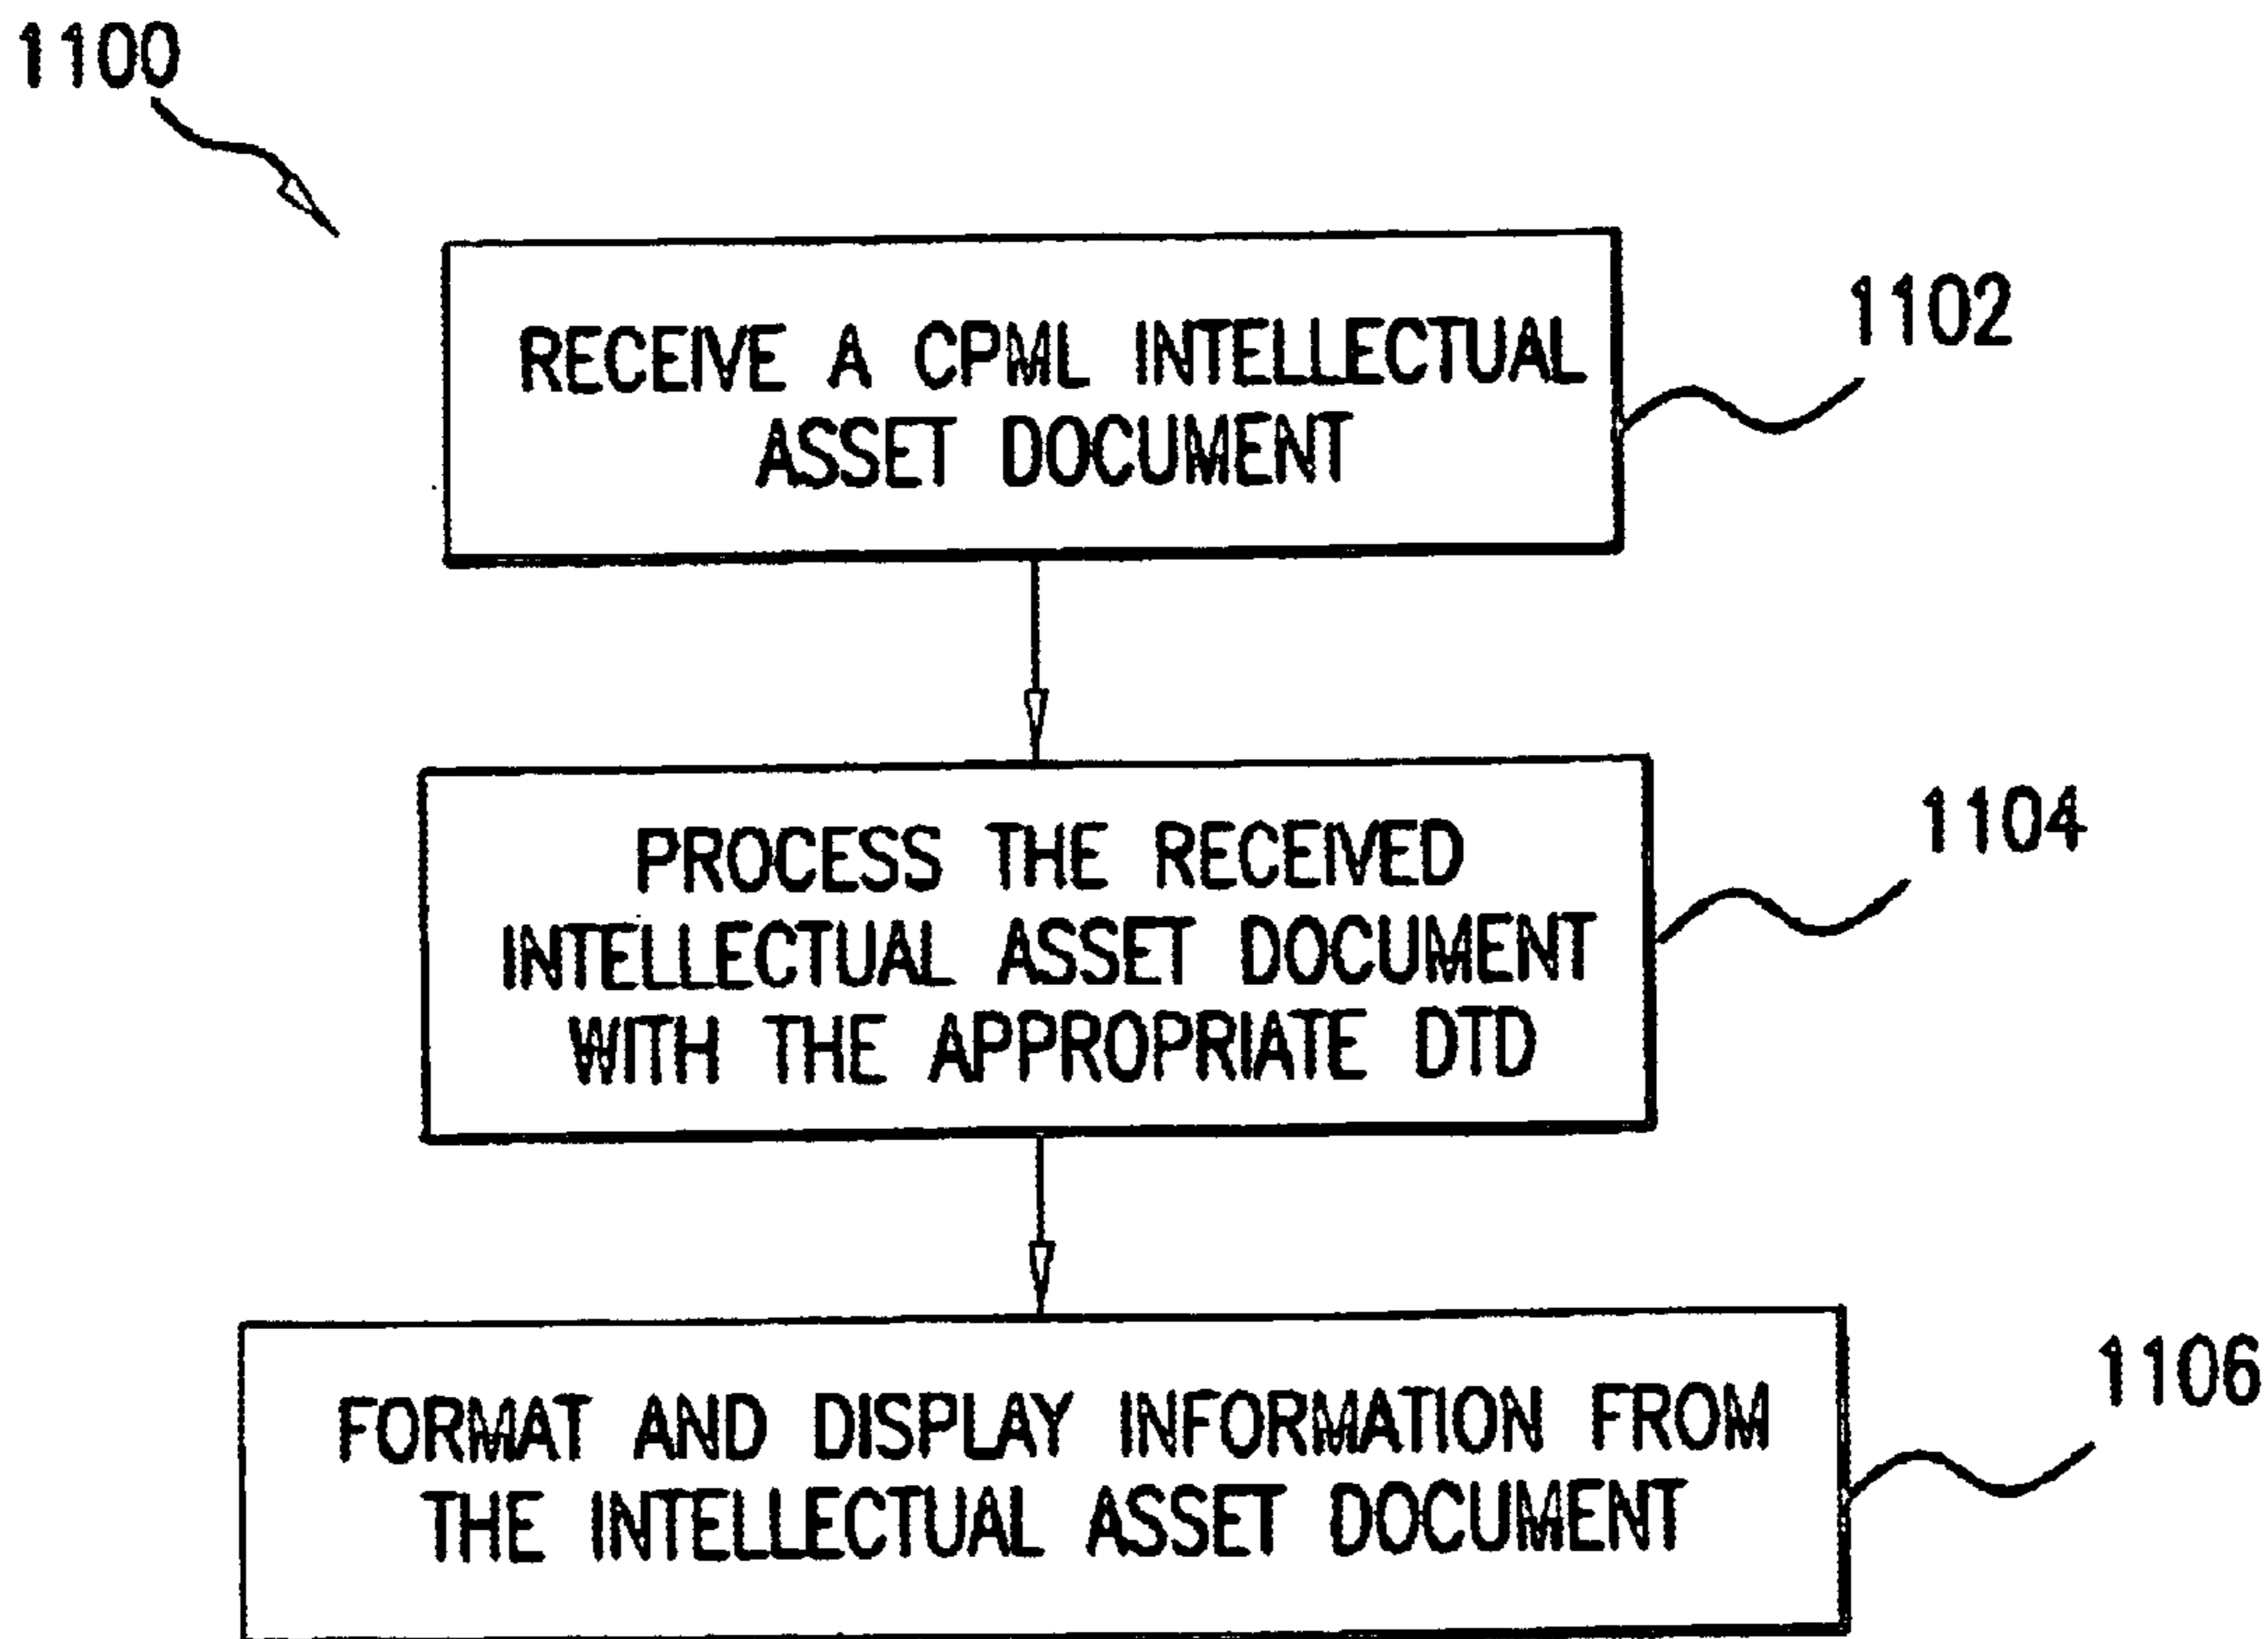 1100
RECEIVE A CPML INTELLECTUAL
ASSET DOCUMENT
1102
PROCESS THE RECEIVED
INTELLECTUAL ASSET DOCUMENT
WITH THE APPROPRIATE DTD
1104
FORMAT AND DISPLAY INFORMATION FROM
THE INTELLECTUAL ASSET DOCUMENT
1106